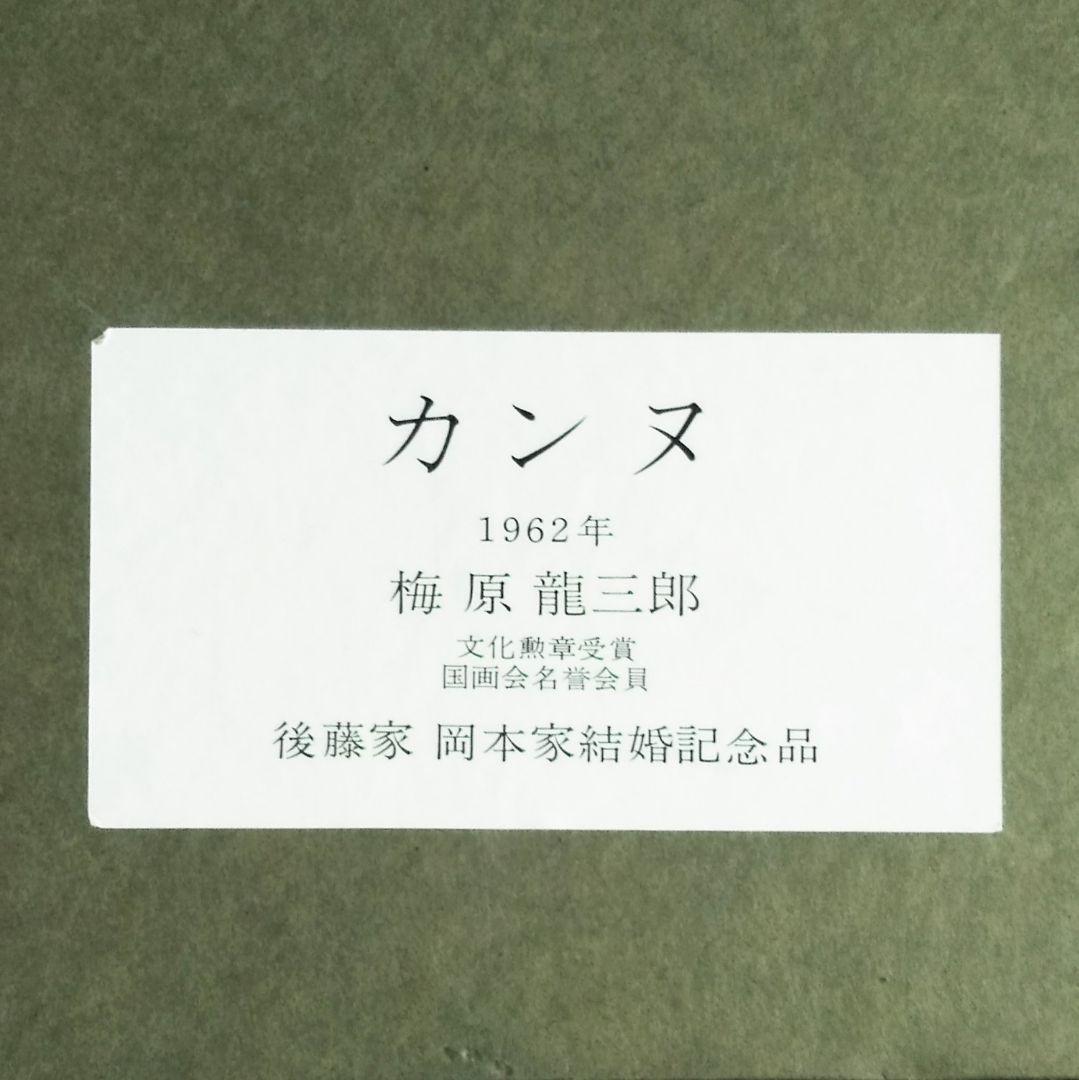 カンヌ
1962年
梅原龍三郎
文化勲章受賞
国画会名誉会員
後藤家 岡本家結婚記念品